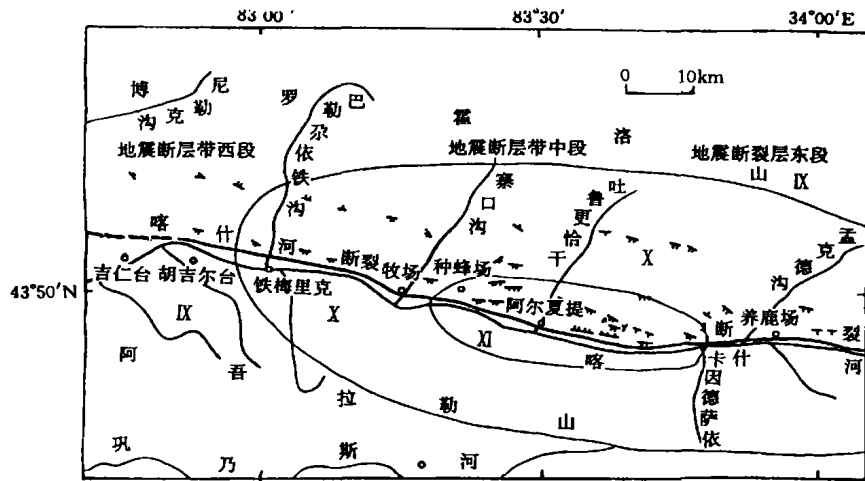 83°00′ 83°30′ 34°00′
博尼克勒沟
罗勒巴尕依铁沟
霍洛山
0 10km
地震断层带西段
地震断层带中段
地震断裂层东段
IX
寨口沟
吐鲁更恰干
孟克德沟
X
喀什河断裂
吉仁台
胡吉尔台
铁梅里克
牧场
种蜂场
阿尔夏提
养鹿场
43°50′N
IX
X
XI
喀什河
断裂
卡因德萨依
阿吾拉勒山
巩乃斯河